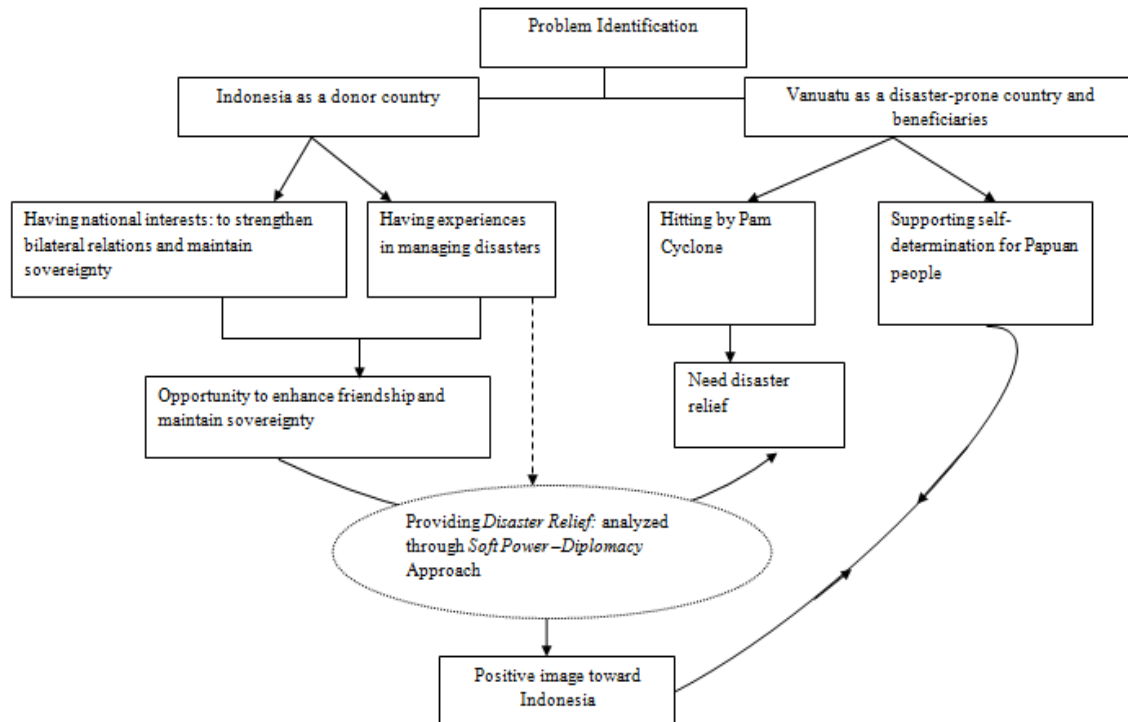 Problem Identification
Indonesia as a donor country
Vanuatu as a disaster-prone country and
beneficiaries
Having national interests: to strengthen
bilateral relations and maintain
sovereignty
Having experiences
in managing disasters
Hitting by Pam
Cyclone
Supporting self-
determination for Papuan
people
Opportunity to enhance friendship and
maintain sovereignty
Need disaster
relief
Providing Disaster Relief: analyzed
through Soft Power –Diplomacy
Approach
Positive image toward
Indonesia